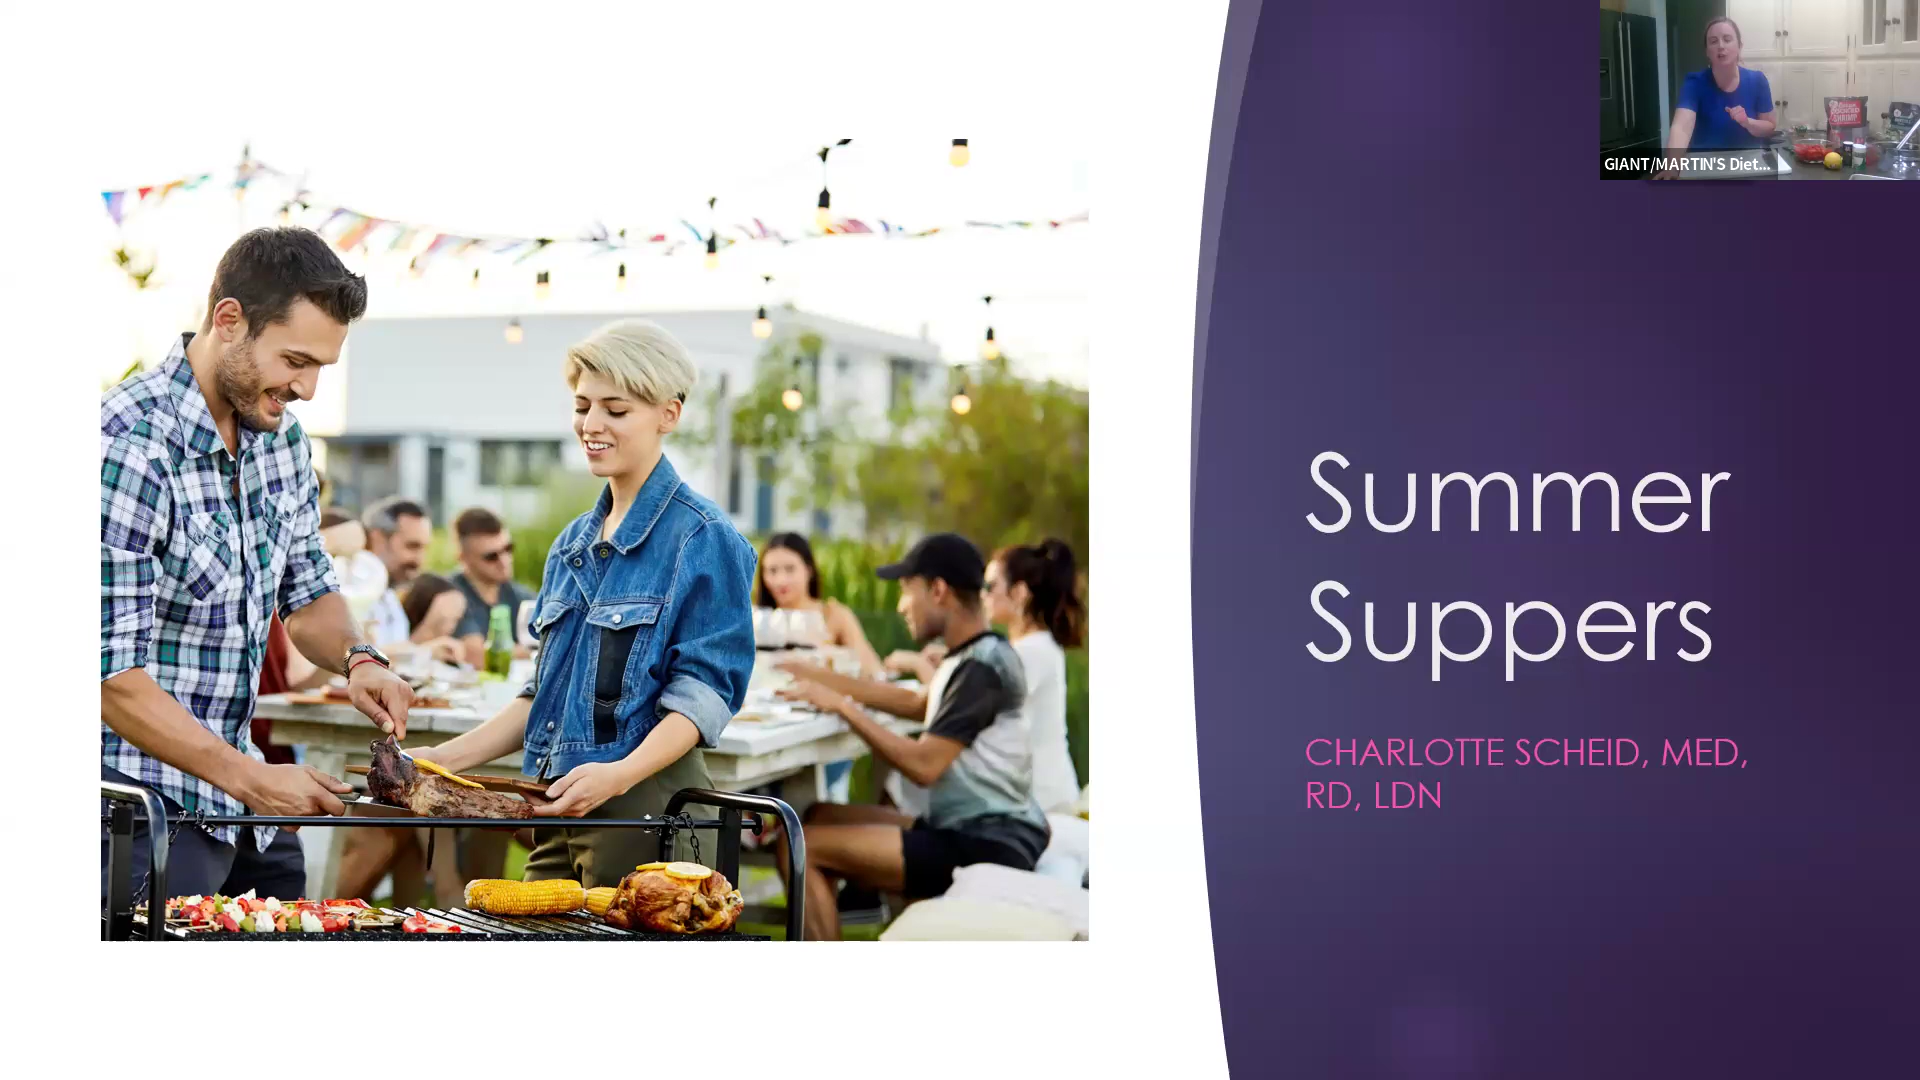 GIANT/MARTIN'S Diet...
Summer
Suppers
CHARLOTTE SCHEID, MED,
RD, LDN